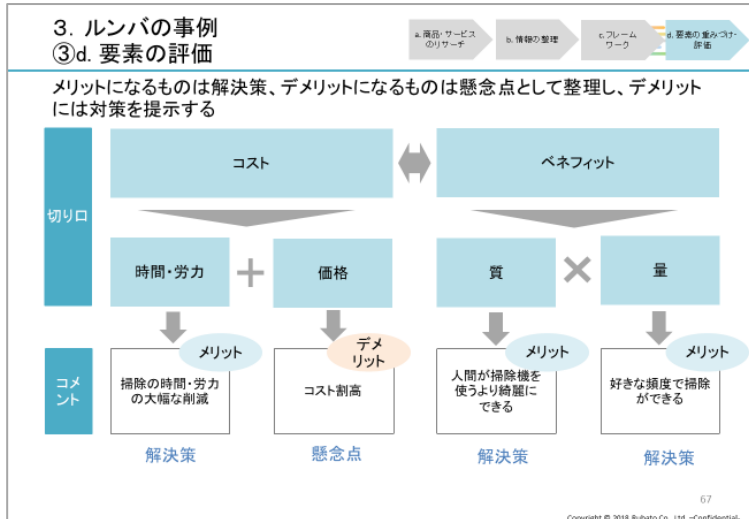 3．ルンバの事例
③d. 要素の評価
a.商品・サービス
のリサーチ
b.情報の整理
c.フレーム
ワーク
d.要素の重みづけ・
評価
メリットになるものは解決策、デメリットになるものは懸念点として整理し、デメリット
には対策を提示する
切り口
コスト
ベネフィット
時間・労力
＋
価格
質
×
量
コメ
ント
メリット
掃除の時間・労力
の大幅な削減
デメ
リット
コスト割高
メリット
人間が掃除機を
使うより綺麗に
できる
メリット
好きな頻度で掃除
ができる
解決策
懸念点
解決策
解決策
67
Copyright © 2018 Rubato Co., Ltd. –Confidential-